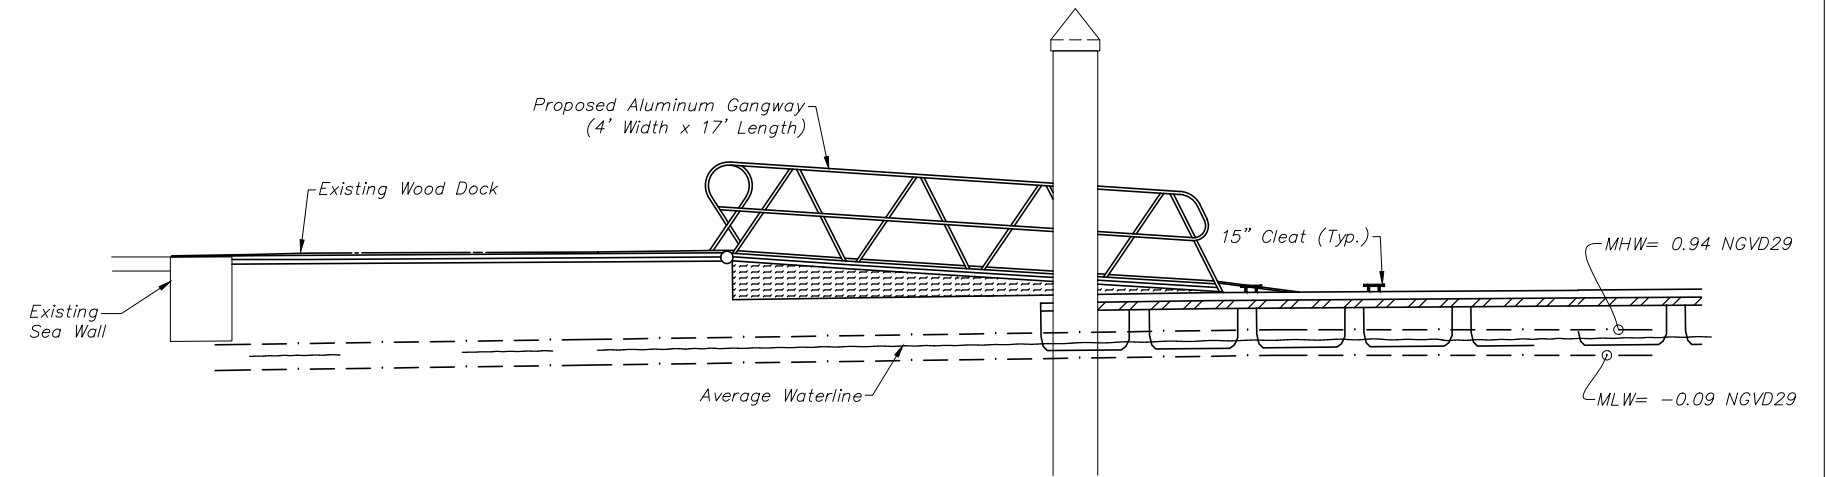 Proposed Aluminum Gangway
(4' Width x 17' Length)
Existing Wood Dock
15" Cleat (Typ.)
MHW= 0.94 NGVD29
Existing
Sea Wall
Average Waterline
MLW= -0.09 NGVD29